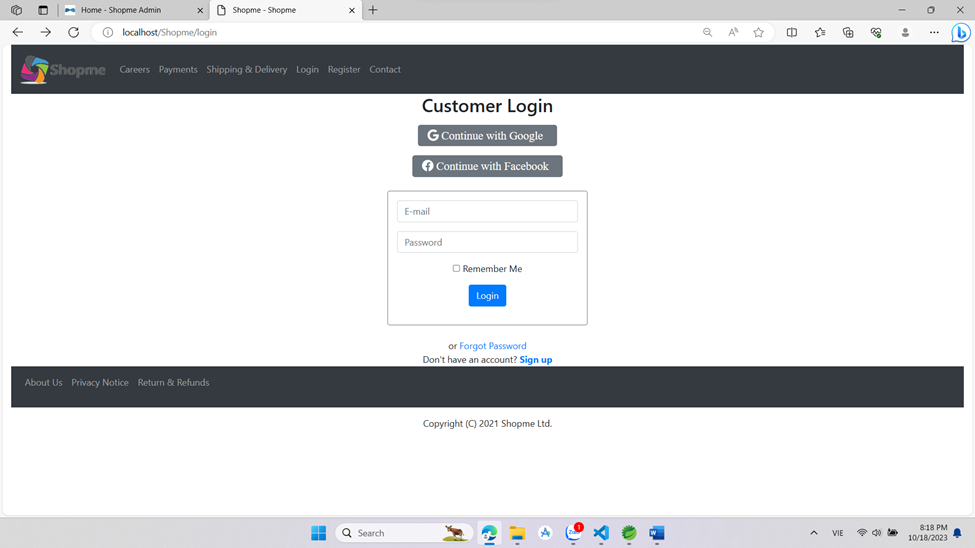 Home - Shopme Admin
Shopme - Shopme
localhost/Shopme/login
Shopme Careers Payments Shipping & Delivery Login Register Contact
Customer Login
Continue with Google
Continue with Facebook
E-mail
Password
Remember Me
Login
or Forgot Password
Don't have an account? Sign up
About Us Privacy Notice Return & Refunds
Copyright (C) 2021 Shopme Ltd.
Search
1
VIE
8:18 PM
10/18/2023